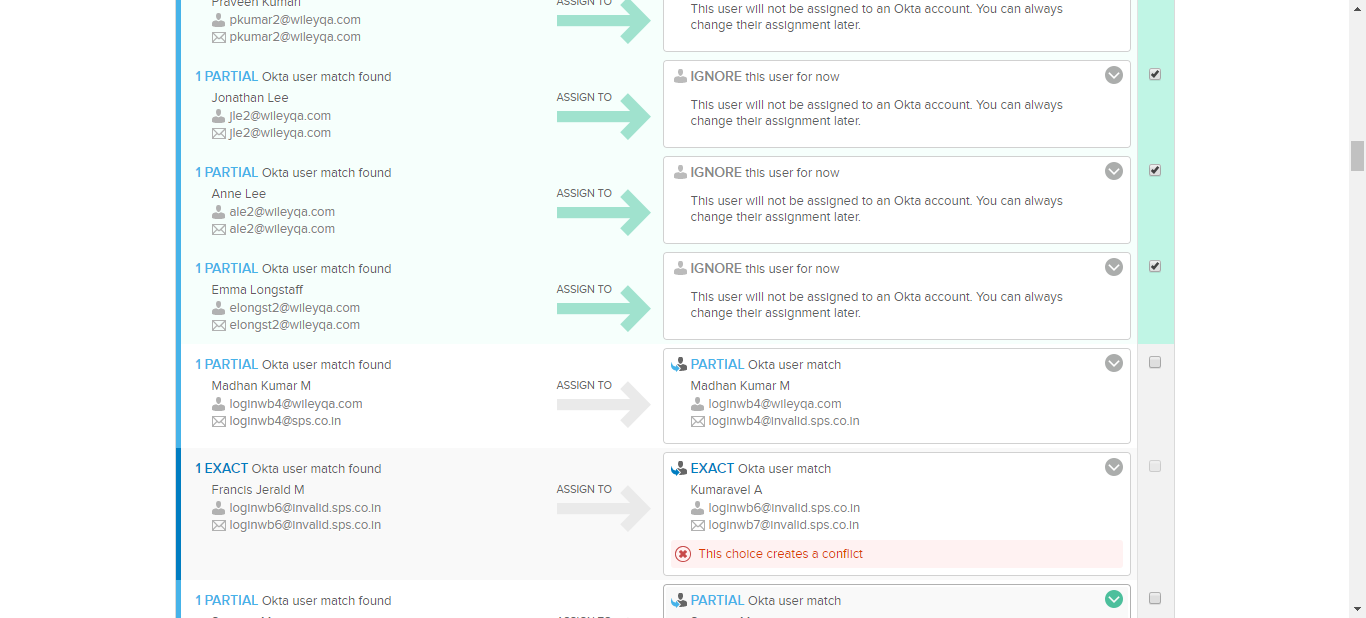 Praveen Kumari
ASSIGN TO
pkumar2@wileyqa.com
pkumar2@wileyqa.com
This user will not be assigned to an Okta account. You can always
change their assignment later.
1 PARTIAL Okta user match found
Jonathan Lee
jle2@wileyqa.com
jle2@wileyqa.com
ASSIGN TO
IGNORE this user for now
This user will not be assigned to an Okta account. You can always
change their assignment later.
1 PARTIAL Okta user match found
Anne Lee
ale2@wileyqa.com
ale2@wileyqa.com
ASSIGN TO
IGNORE this user for now
This user will not be assigned to an Okta account. You can always
change their assignment later.
1 PARTIAL Okta user match found
Emma Longstaff
elongst2@wileyqa.com
elongst2@wileyqa.com
ASSIGN TO
IGNORE this user for now
This user will not be assigned to an Okta account. You can always
change their assignment later.
1 PARTIAL Okta user match found
Madhan Kumar M
loginwb4@wileyqa.com
loginwb4@sps.co.in
ASSIGN TO
PARTIAL Okta user match
Madhan Kumar M
loginwb4@wileyqa.com
loginwb4@invalid.sps.co.in
1 EXACT Okta user match found
Francis Jerald M
loginwb6@invalid.sps.co.in
loginwb6@invalid.sps.co.in
ASSIGN TO
EXACT Okta user match
Kumaravel A
loginwb6@invalid.sps.co.in
loginwb7@invalid.sps.co.in
This choice creates a conflict
1 PARTIAL Okta user match found
ASSIGN TO
PARTIAL Okta user match